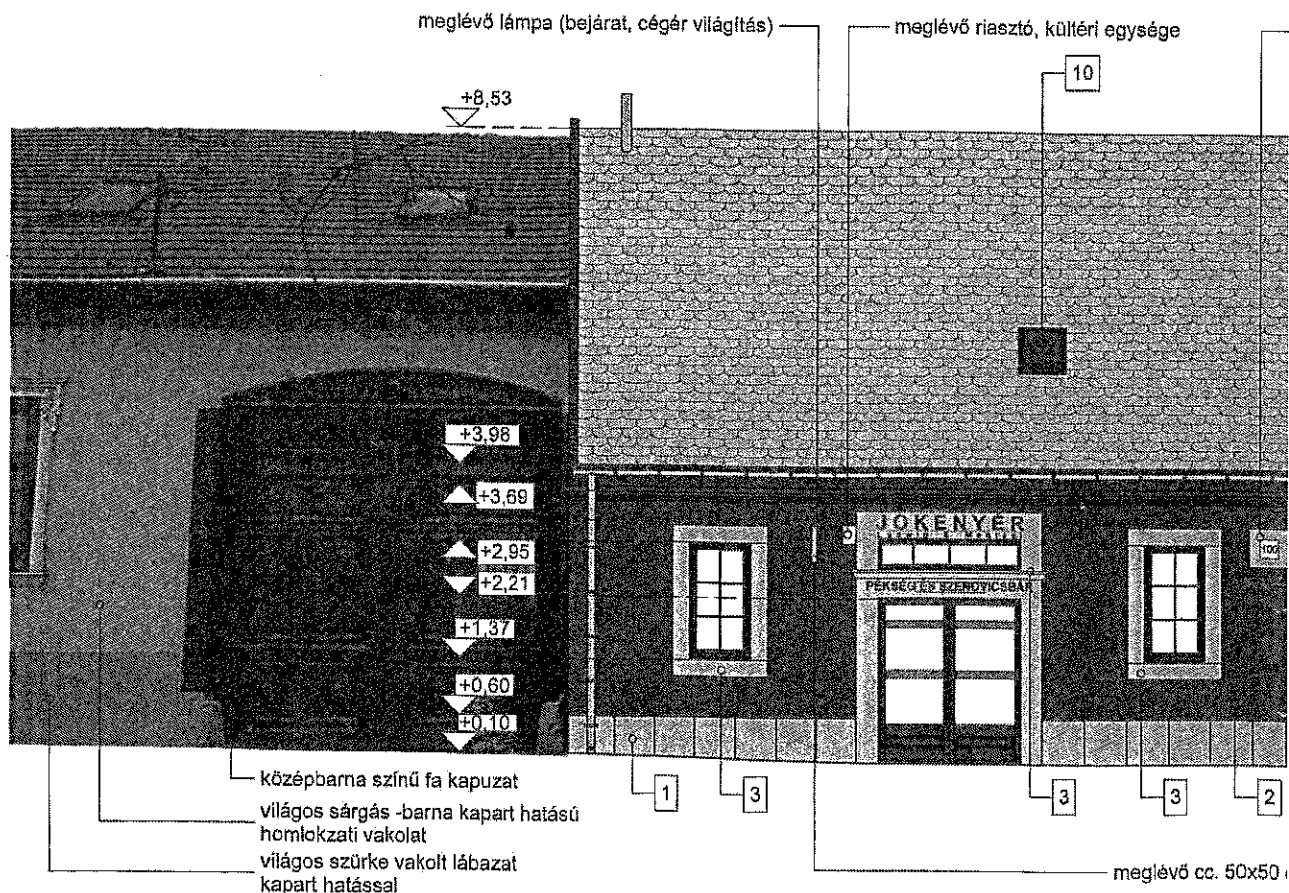 meglévő lámpa (bejárat, cégér világítás)
meglévő riasztó, kültéri egysége
10
+8,53
+3,98
+3,69
+2,95
+2,21
+1,37
+0,60
+0,10
JÓKENYÉR
PÉKSÉG ÉS SZENDVICSBÁR
100
1
3
3
3
2
középbarna színű fa kapuzat
világos sárgás -barna kapart hatású
homlokzati vakolat
világos szürke vakolt lábazat
kapart hatással
meglévő cc. 50x50